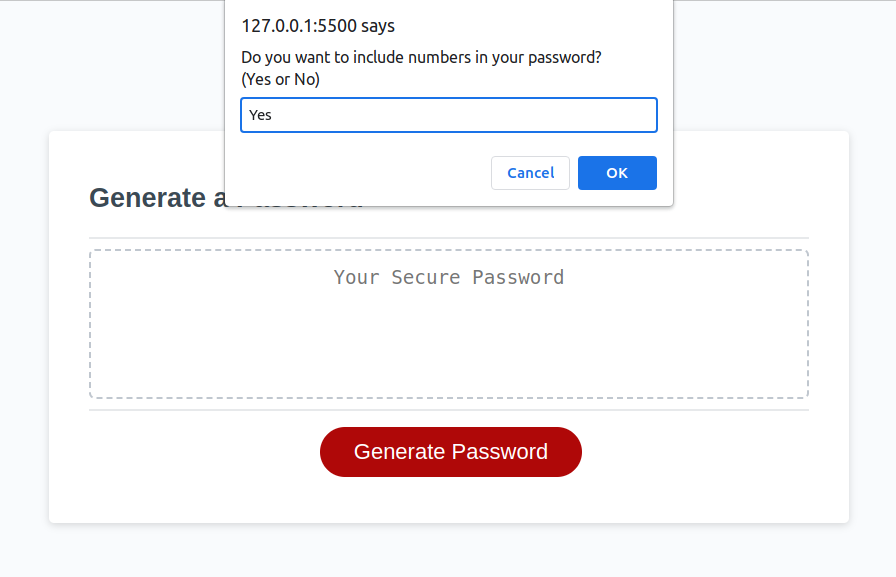 127.0.0.1:5500 says
Do you want to include numbers in your password?
(Yes or No)
Yes
Cancel
OK
Generate a Password
Your Secure Password
Generate Password